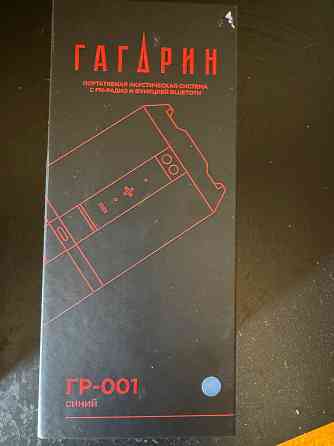 ГАГАРИН
ПОРТАТИВНАЯ АКУСТИЧЕСКАЯ СИСТЕМА
С FM-РАДИО И ФУНКЦИЕЙ BLUETOOTH
ГР-001
СИНИЙ